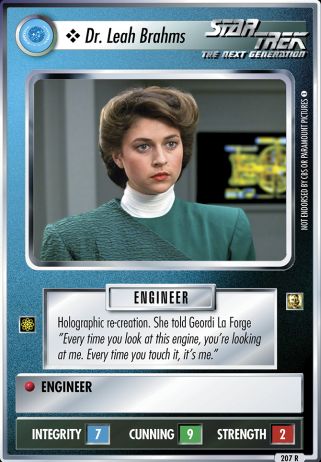 ❖ Dr. Leah Brahms
STAR TREK
THE NEXT GENERATION
NOT ENDORSED BY CBS OR PARAMOUNT PICTURES
ENGINEER
Holographic re-creation. She told Geordi La Forge
"Every time you look at this engine, you're looking
at me. Every time you touch it, it's me."
ENGINEER
INTEGRITY 7 CUNNING 9 STRENGTH 2
207 R